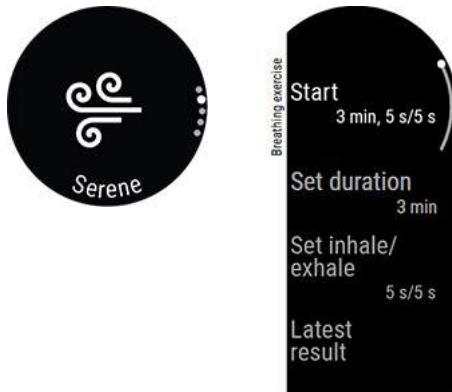 Serene
Breathing exercise
Start
3 min, 5 s/5 s
Set duration
3 min
Set inhale/
exhale
5 s/5 s
Latest
result